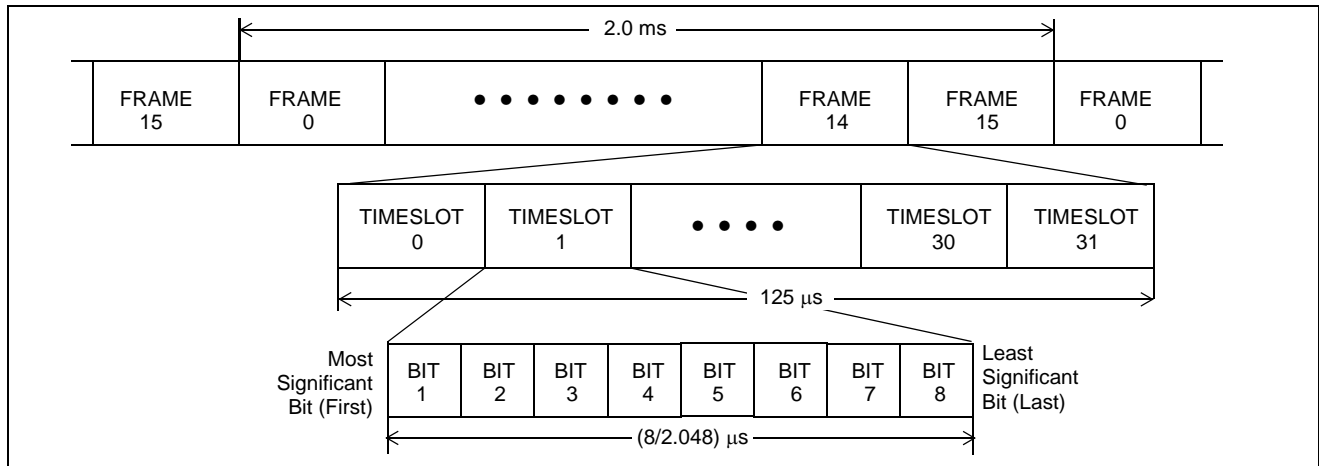 2.0 ms
FRAME
15
FRAME
0
FRAME
14
FRAME
15
FRAME
0
TIMESLOT
0
TIMESLOT
1
TIMESLOT
30
TIMESLOT
31
125 μs
Most
Significant
Bit (First)
BIT
1
BIT
2
BIT
3
BIT
4
BIT
5
BIT
6
BIT
7
BIT
8
Least
Significant
Bit (Last)
(8/2.048) μs